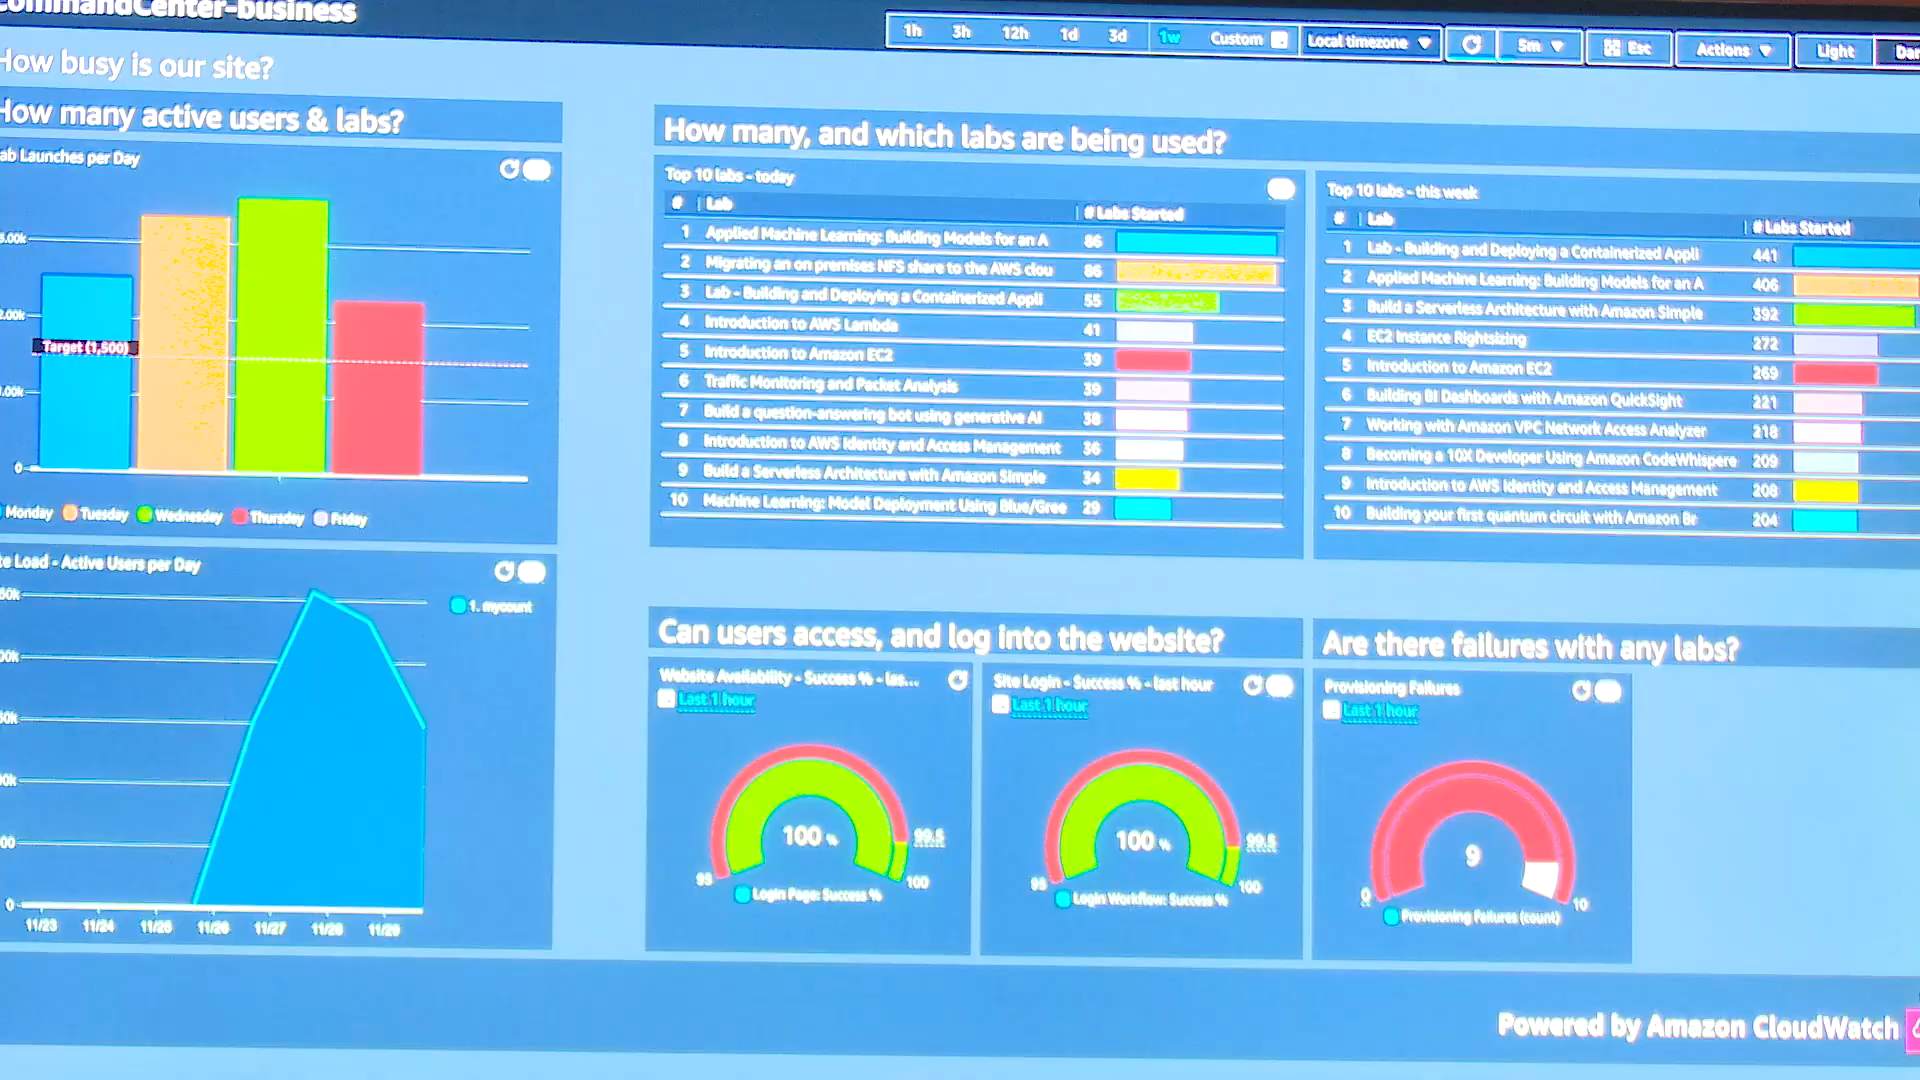 CommandCenter-business
1h 3h 12h 1d 3d 1w Custom Local timezone 5m Esc Actions Light
How busy is our site?
How many active users & labs?
Lab Launches per Day
Target (1,500)
0
Monday Tuesday Wednesday Thursday Friday
Load - Active Users per Day
1. mycount
0
11/23 11/24 11/25 11/26 11/27 11/28 11/29
How many, and which labs are being used?
Top 10 labs - today
# Lab # Labs Started
1 Applied Machine Learning: Building Models for an A 86
2 Migrating an on premises NFS share to the AWS clou 86
3 Lab - Building and Deploying a Containerized Appli 55
4 Introduction to AWS Lambda 41
5 Introduction to Amazon EC2 39
6 Traffic Monitoring and Packet Analysis 39
7 Build a question-answering bot using generative AI 38
8 Introduction to AWS Identity and Access Management 36
9 Build a Serverless Architecture with Amazon Simple 34
10 Machine Learning: Model Deployment Using Blue/Gree 29
Top 10 labs - this week
# Lab # Labs Started
1 Lab - Building and Deploying a Containerized Appli 441
2 Applied Machine Learning: Building Models for an A 406
3 Build a Serverless Architecture with Amazon Simple 392
4 EC2 Instance Rightsizing 272
5 Introduction to Amazon EC2 269
6 Building BI Dashboards with Amazon QuickSight 221
7 Working with Amazon VPC Network Access Analyzer 218
8 Becoming a 10X Developer Using Amazon CodeWhispere 209
9 Introduction to AWS Identity and Access Management 208
10 Building your first quantum circuit with Amazon Br 204
Can users access, and log into the website?
Website Availability - Success % - las...
Last 1 hour
100 %
99.5
95
100
Login Page: Success %
Site Login - Success % - last hour
Last 1 hour
100 %
99.5
95
100
Login Workflow: Success %
Are there failures with any labs?
Provisioning Failures
Last 1 hour
9
0
10
Provisioning Failures (count)
Powered by Amazon CloudWatch